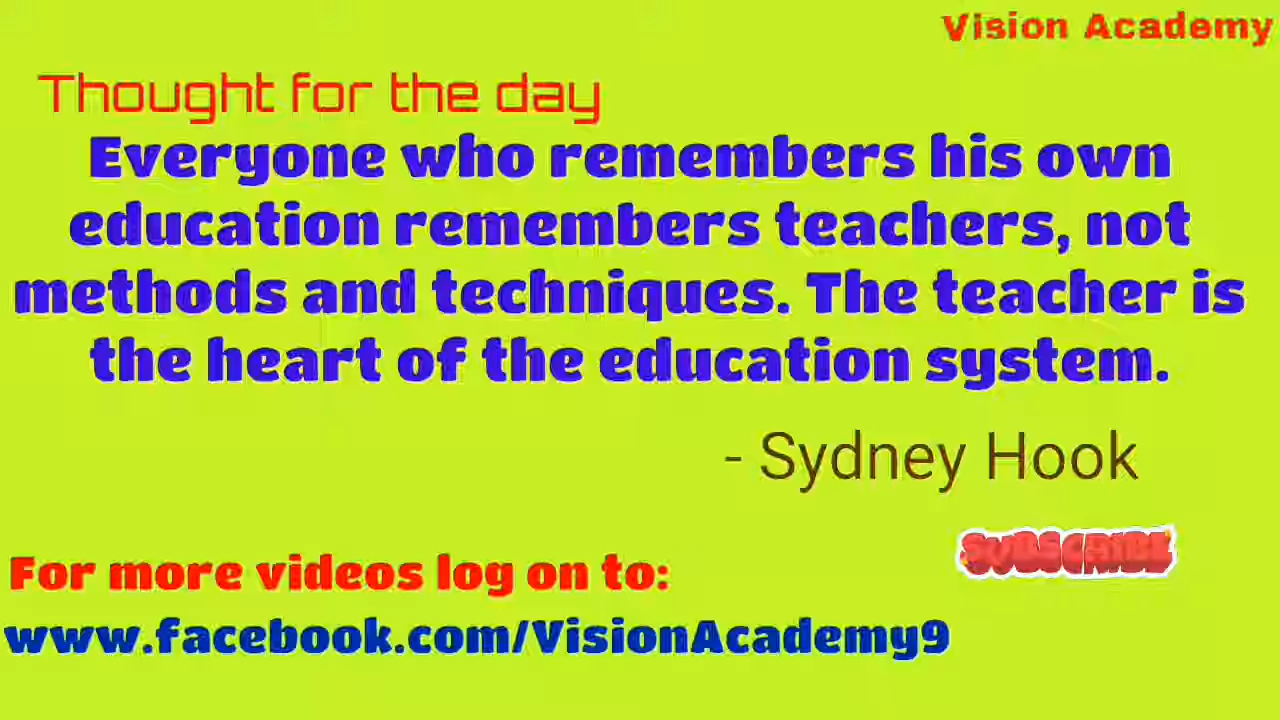 Vision Academy
Thought for the day
Everyone who remembers his own
education remembers teachers, not
methods and techniques. The teacher is
the heart of the education system.
- Sydney Hook
SUBSCRIBE
For more videos log on to:
www.facebook.com/VisionAcademy9